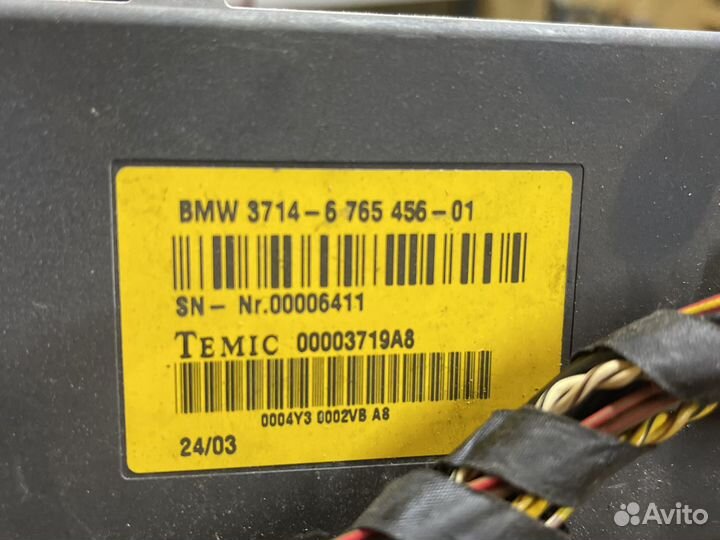 BMW 3714-6 765 456-01
SN- Nr.00006411
TEMIC 00003719A8
0004Y3 0002VB A8
24/03
Avito